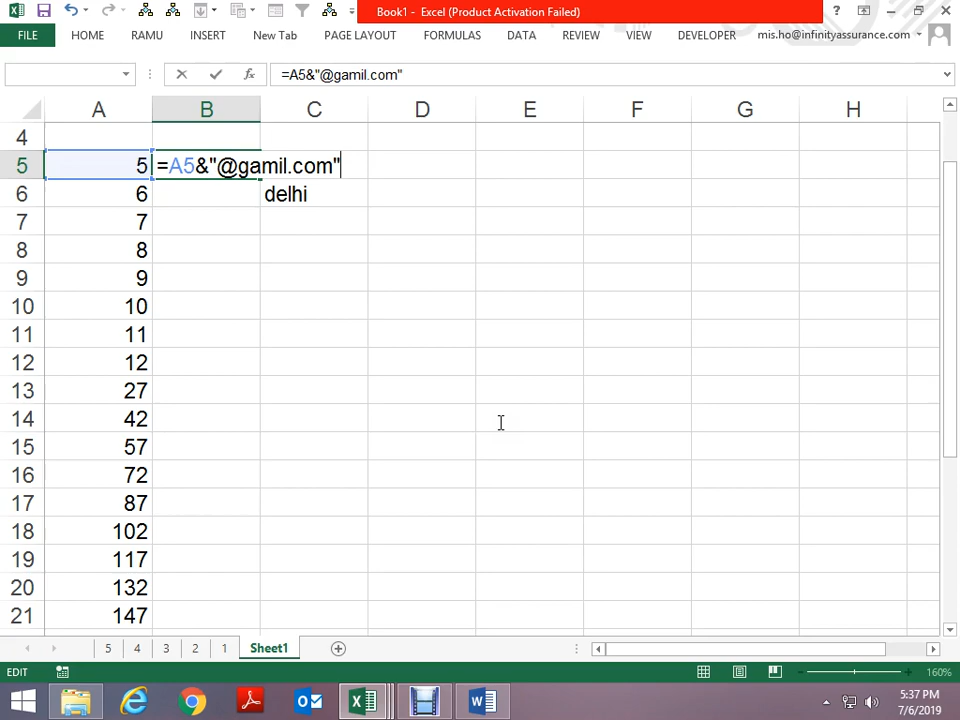 Book1 - Excel (Product Activation Failed)
FILE HOME RAMU INSERT New Tab PAGE LAYOUT FORMULAS DATA REVIEW VIEW DEVELOPER mis.ho@infinityassurance.com
fx =A5&"@gamil.com"
A B C D E F G H
4
5 5 =A5&"@gamil.com"
6 6 delhi
7 7
8 8
9 9
10 10
11 11
12 12
13 27
14 42
15 57
16 72
17 87
18 102
19 117
20 132
21 147
5 4 3 2 1 Sheet1
EDIT 160%
5:37 PM
7/6/2019